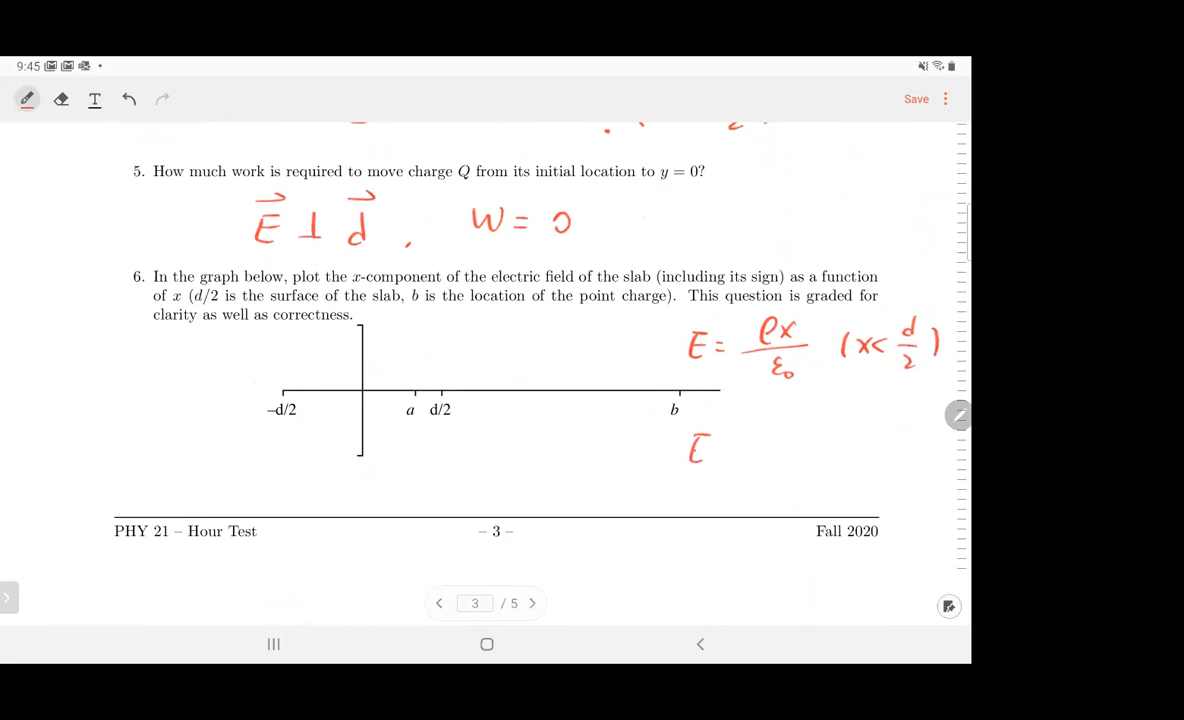 9:45
T
Save
5. How much work is required to move charge Q from its initial location to y = 0?
E⃗ ⊥ d⃗ , W = 0
6. In the graph below, plot the x-component of the electric field of the slab (including its sign) as a function
of x (d/2 is the surface of the slab, b is the location of the point charge). This question is graded for
clarity as well as correctness.
E = ρx/ε₀ (x< d/2)
–d/2 a d/2 b
E
PHY 21 – Hour Test – 3 – Fall 2020
3 / 5